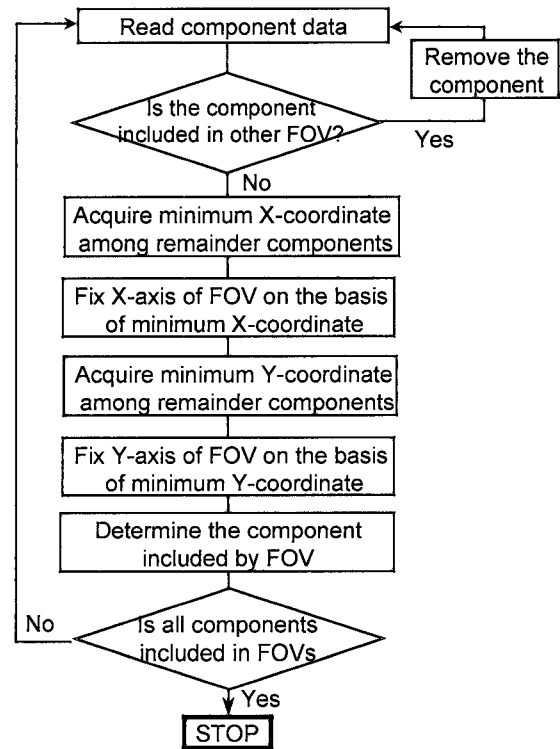 Read component data
Remove the
component
Is the component
included in other FOV?
Yes
No
Acquire minimum X-coordinate
among remainder components
Fix X-axis of FOV on the basis
of minimum X-coordinate
Acquire minimum Y-coordinate
among remainder components
Fix Y-axis of FOV on the basis
of minimum Y-coordinate
Determine the component
included by FOV
No
Is all components
included in FOVs
Yes
STOP